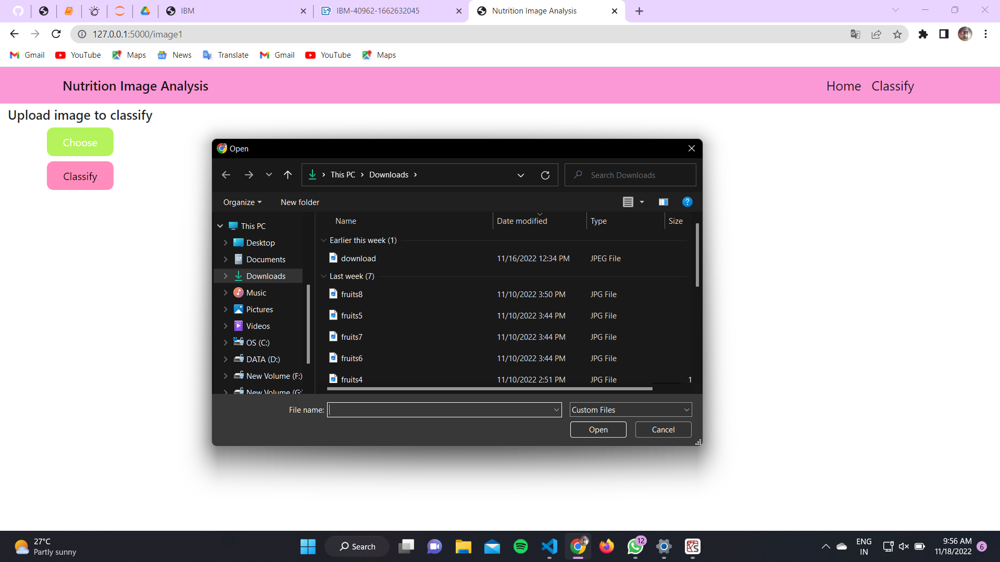 IBM
IBM-40962-1662632045
Nutrition Image Analysis
127.0.0.1:5000/image1
Gmail YouTube Maps News Translate Gmail YouTube Maps
Nutrition Image Analysis
Home Classify
Upload image to classify
Choose
Classify
Open
This PC > Downloads >
Search Downloads
Organize New folder
This PC
Desktop
Documents
Downloads
Music
Pictures
Videos
OS (C:)
DATA (D:)
New Volume (F:)
New Volume (G:
Name Date modified Type Size
Earlier this week (1)
download 11/16/2022 12:34 PM JPEG File
Last week (7)
fruits8 11/10/2022 3:50 PM JPG File
fruits5 11/10/2022 3:44 PM JPG File
fruits7 11/10/2022 3:44 PM JPG File
fruits6 11/10/2022 3:44 PM JPG File
fruits4 11/10/2022 2:51 PM JPG File 1
File name: Custom Files
Open Cancel
27°C
Partly sunny
Search
12
ENG
IN
9:56 AM
11/18/2022
6